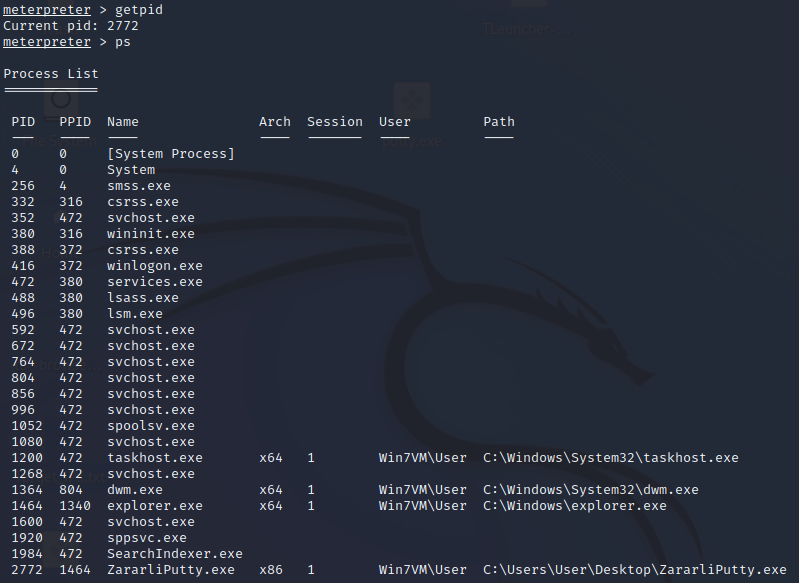 meterpreter > getpid
Current pid: 2772
meterpreter > ps
Process List
PID PPID Name Arch Session User Path
0 0 [System Process]
4 0 System
256 4 smss.exe
332 316 csrss.exe
352 472 svchost.exe
380 316 wininit.exe
388 372 csrss.exe
416 372 winlogon.exe
472 380 services.exe
488 380 lsass.exe
496 380 lsm.exe
592 472 svchost.exe
672 472 svchost.exe
764 472 svchost.exe
804 472 svchost.exe
856 472 svchost.exe
996 472 svchost.exe
1052 472 spoolsv.exe
1080 472 svchost.exe
1200 472 taskhost.exe x64 1 Win7VM\User C:\Windows\System32\taskhost.exe
1268 472 svchost.exe
1364 804 dwm.exe x64 1 Win7VM\User C:\Windows\System32\dwm.exe
1464 1340 explorer.exe x64 1 Win7VM\User C:\Windows\explorer.exe
1600 472 svchost.exe
1920 472 sppsvc.exe
1984 472 SearchIndexer.exe
2772 1464 ZararliPutty.exe x86 1 Win7VM\User C:\Users\User\Desktop\ZararliPutty.exe